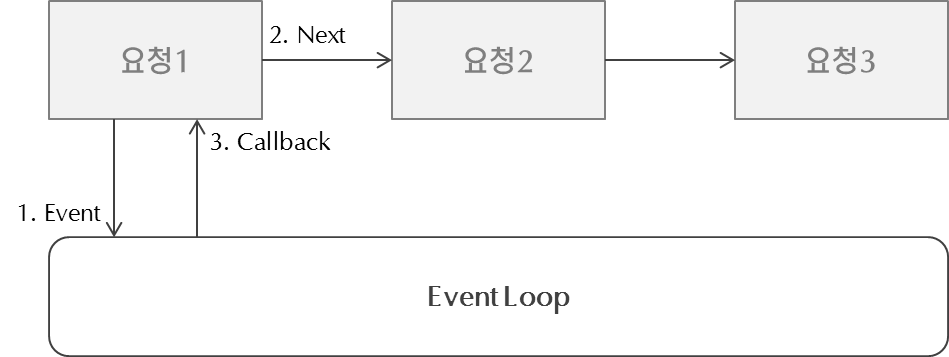 요청1
2. Next
요청2
요청3
3. Callback
1. Event
Event Loop